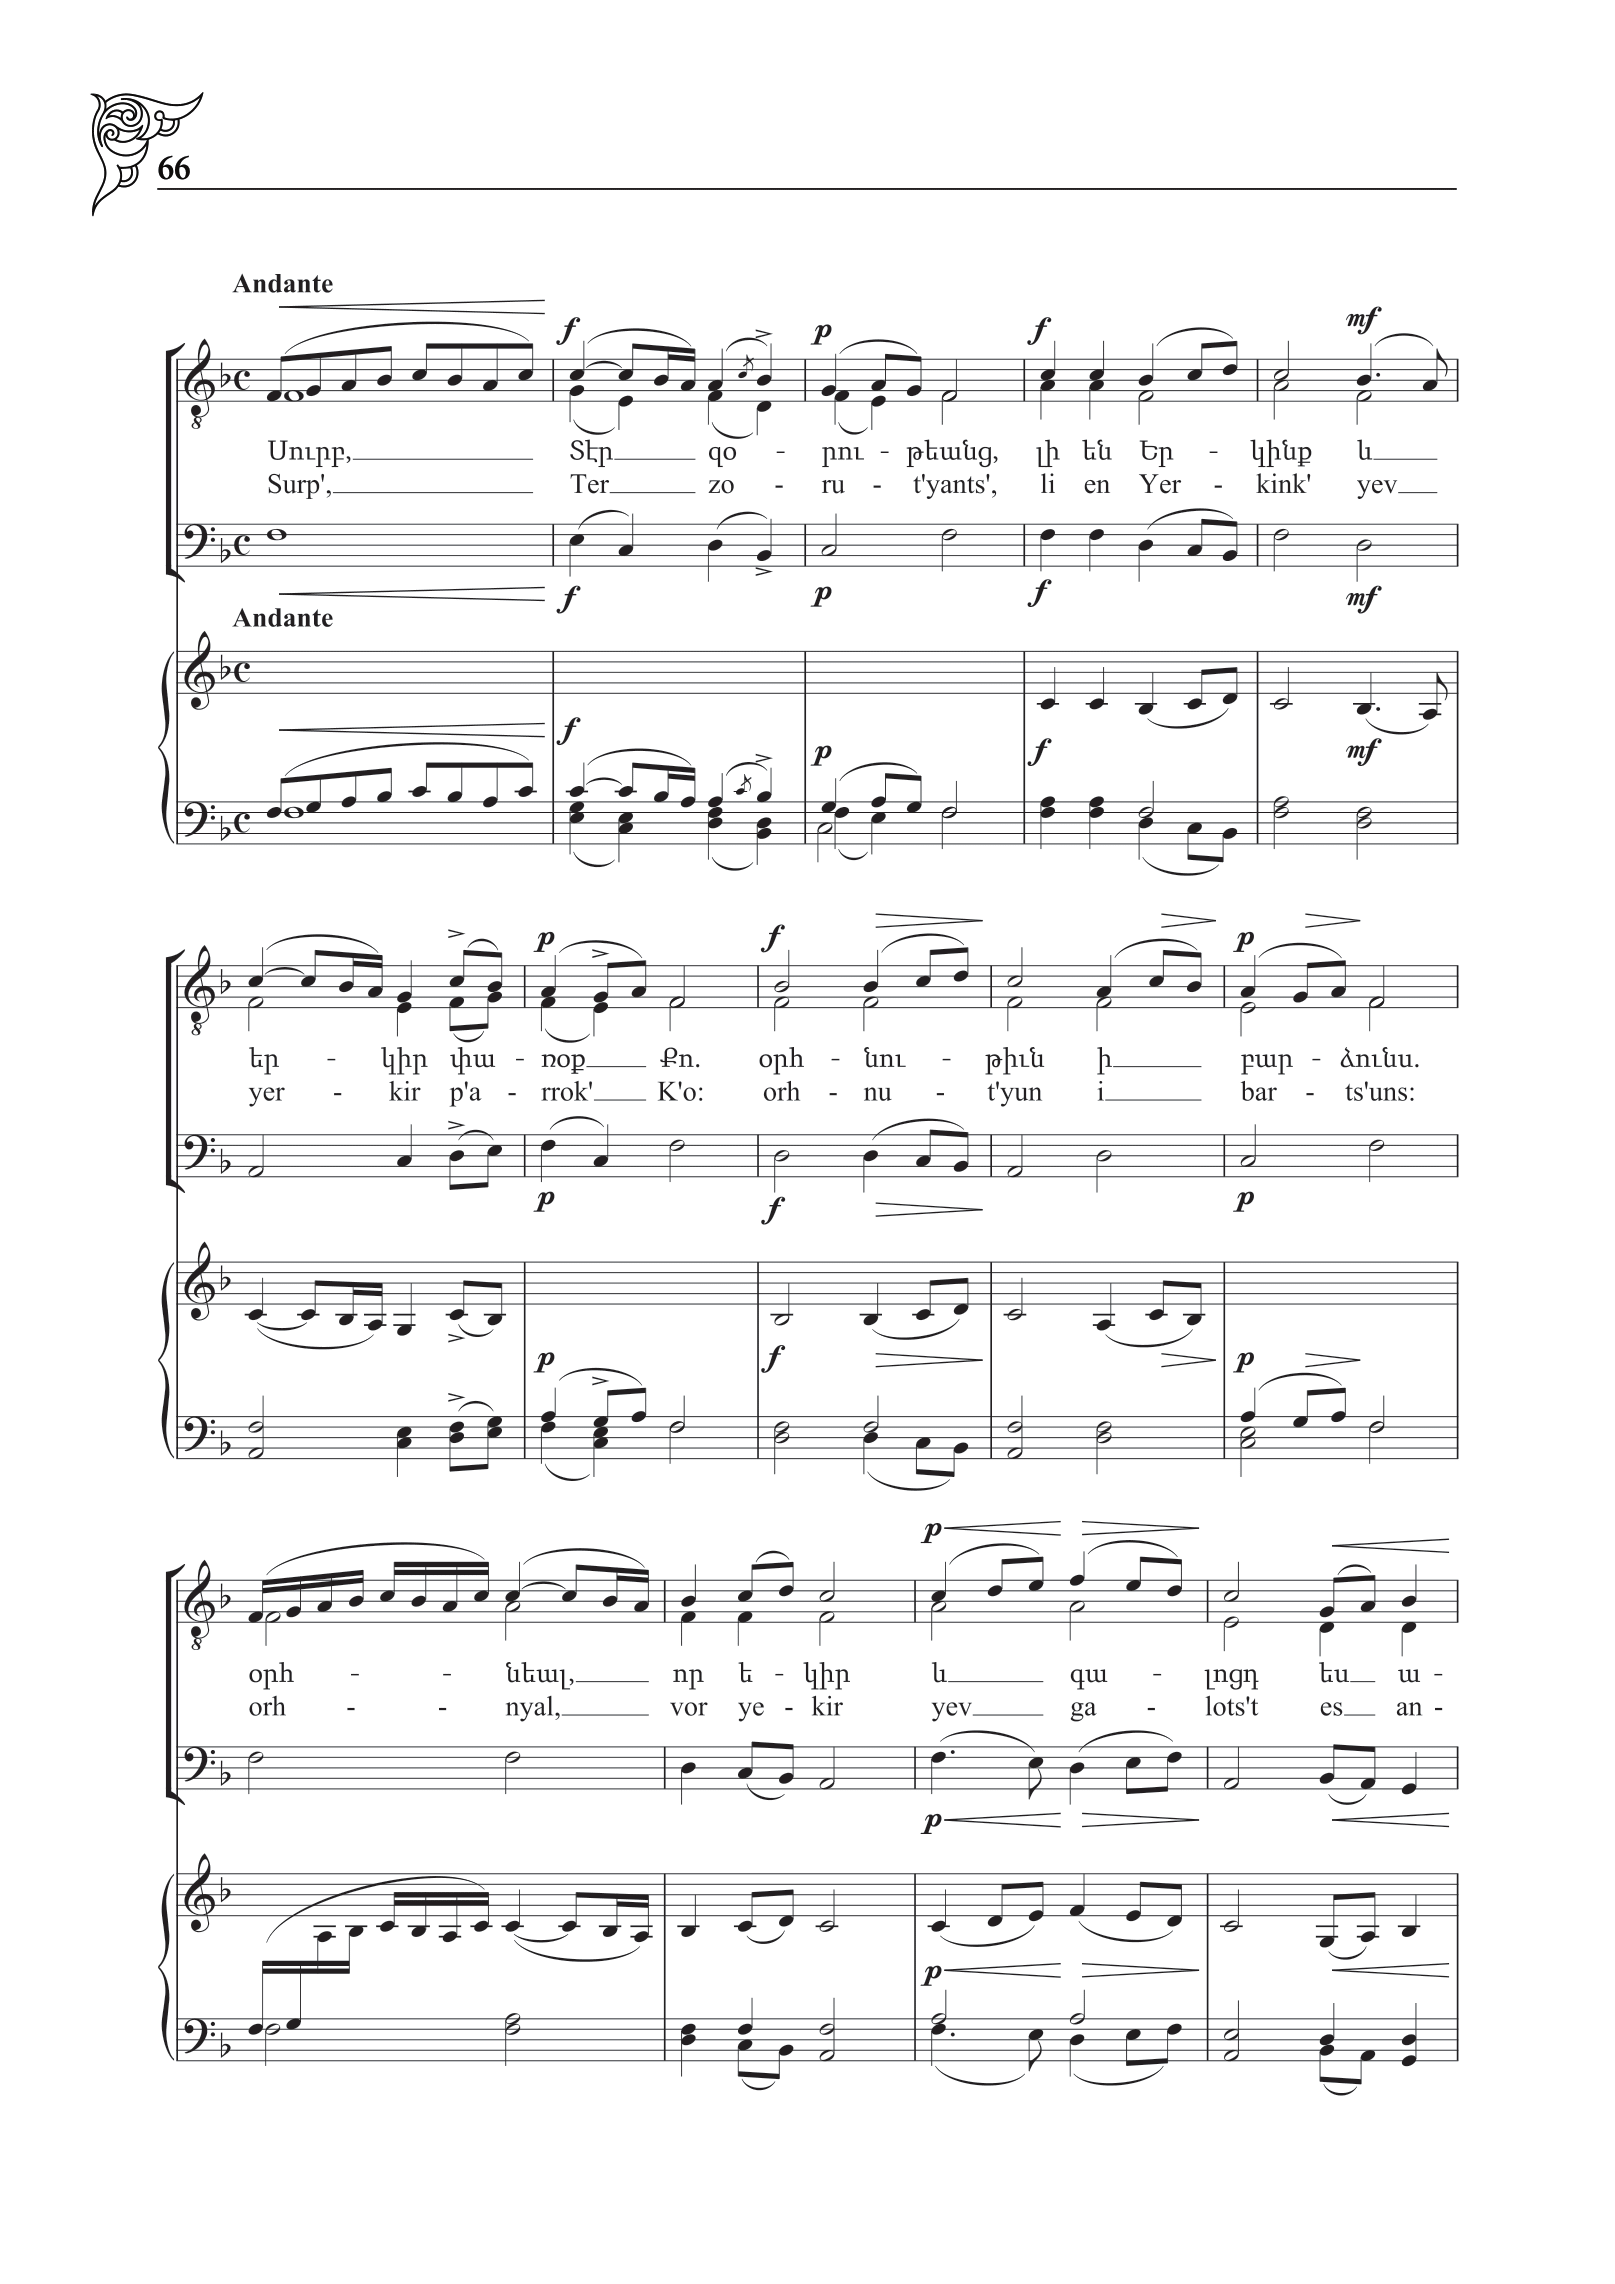 66
Andante
f p f mf
Սուրբ, Տէր զօ - րու - թեանց, լի են Եր - կինք և
Surp', Ter zo - ru - t'yants', li en Yer - kink' yev
f p f mf
Andante
f p f mf
p f p
եր - կիր փա - ռօք Քո. օրհ - նու - թիւն ի բար - ձունս.
yer - kir p'a - rrok' K'o: orh - nu - t'yun i bar - ts'uns:
p f p
p f p
p
օրհ - - նեալ, որ ե - կիր և գա - լոցդ ես ա -
orh - - nyal, vor ye - kir yev ga - lots't es an -
p
p